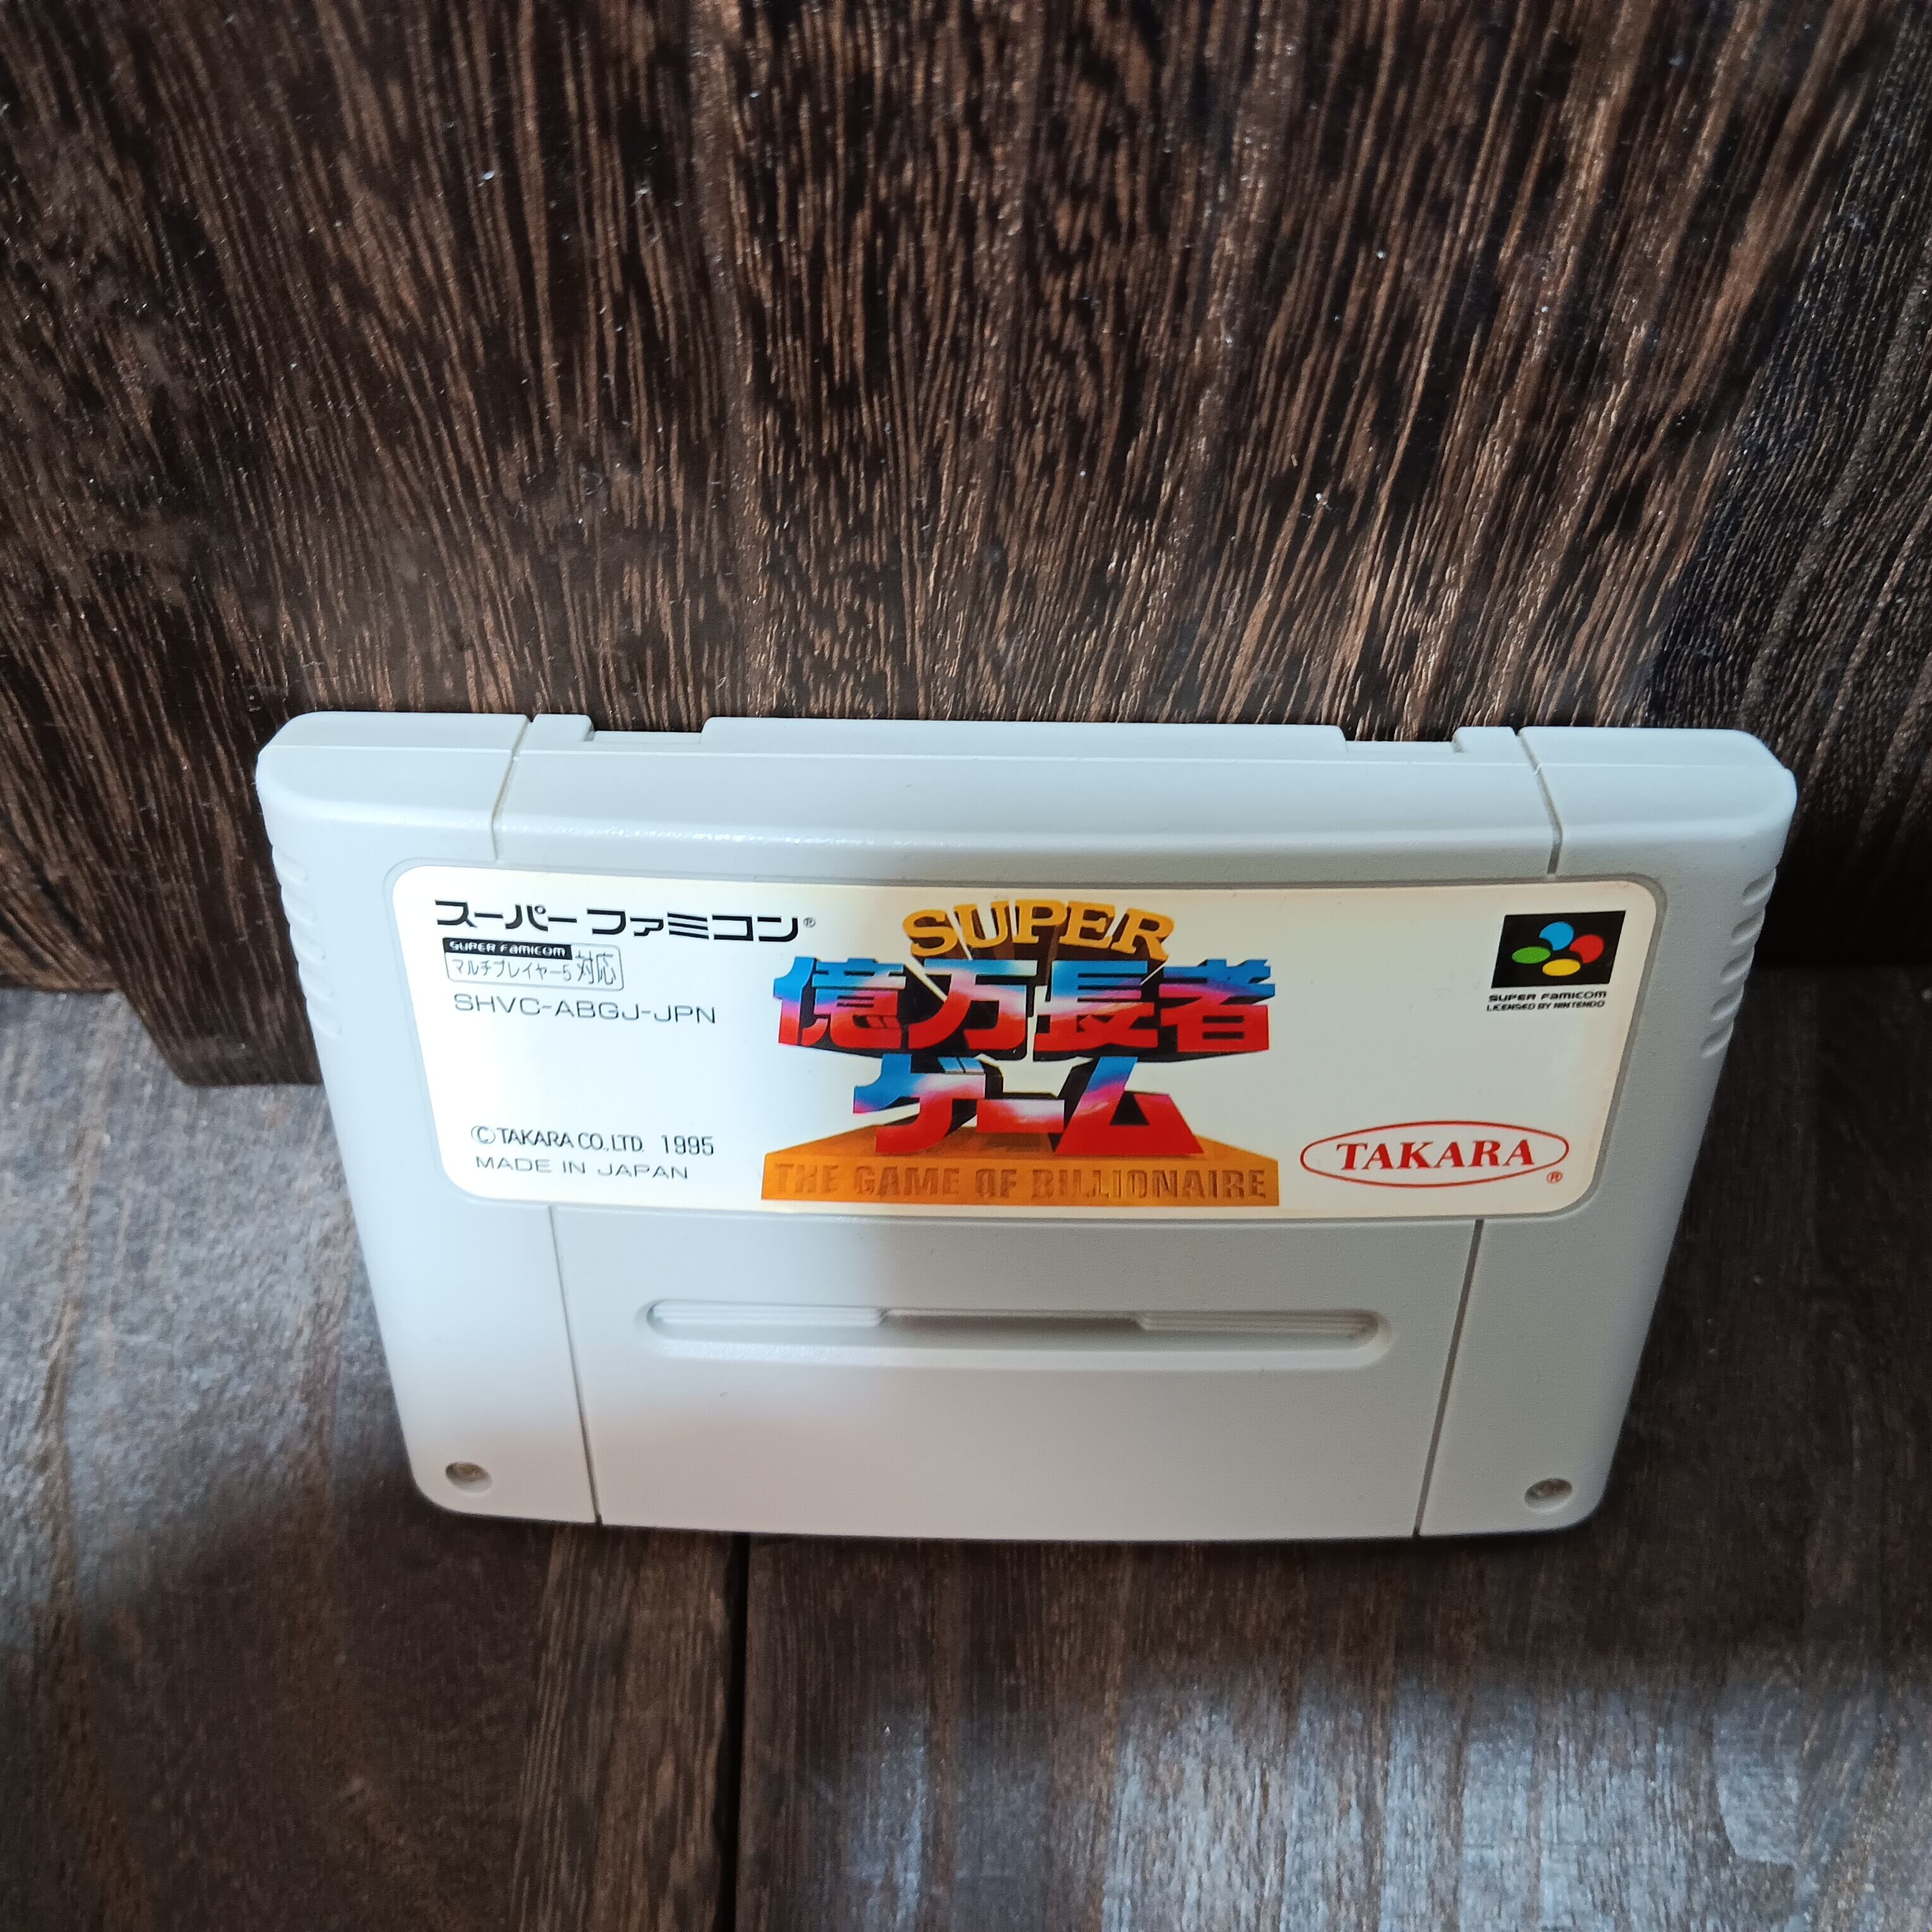 スーパーファミコン®
SUPER FAMICOM
マルチプレイヤー5 対応
SHVC-ABGJ-JPN
© TAKARA CO.,LTD. 1995
MADE IN JAPAN
SUPER
億万長者
ゲーム
THE GAME OF BILLIONAIRE
SUPER FAMICOM
LICENSED BY NINTENDO
TAKARA®